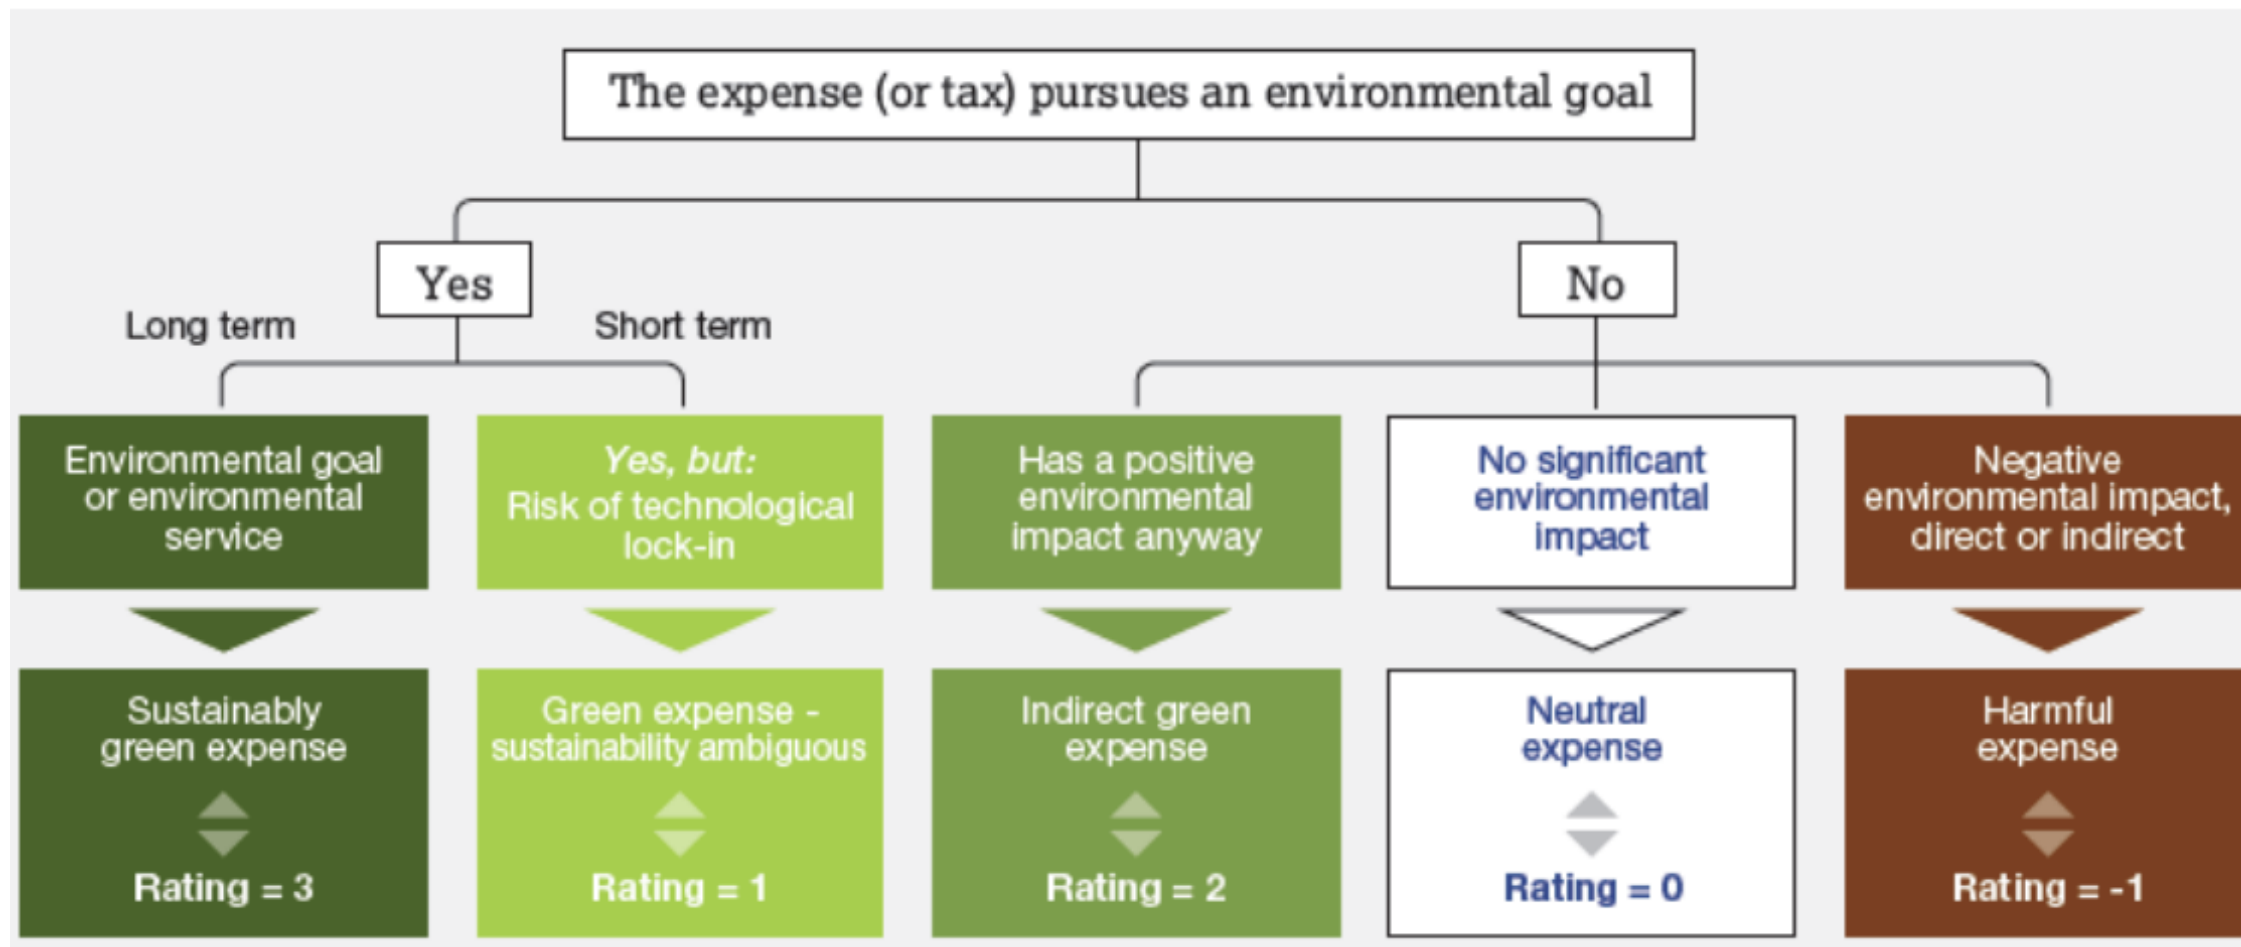 The expense (or tax) pursues an environmental goal
Yes
No
Long term
Short term
Environmental goal
or environmental
service
Yes, but:
Risk of technological
lock-in
Has a positive
environmental
impact anyway
No significant
environmental
impact
Negative
environmental impact,
direct or indirect
Sustainably
green expense
Rating = 3
Green expense -
sustainability ambiguous
Rating = 1
Indirect green
expense
Rating = 2
Neutral
expense
Rating = 0
Harmful
expense
Rating = -1